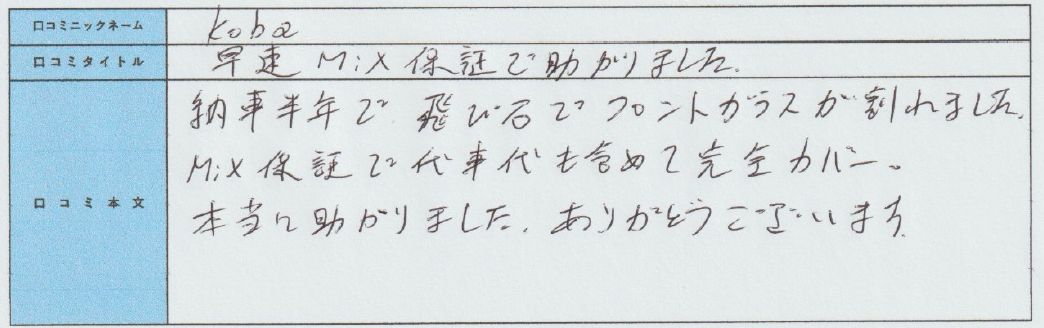 口コミニックネーム
koba
口コミタイトル
早速 Mix保証で助かりました.
口コミ本文
納車半年で 飛び石でフロントガラスが割れました.
Mix保証で代車代も含めて完全カバー。
本当に助かりました. ありがとうございます.